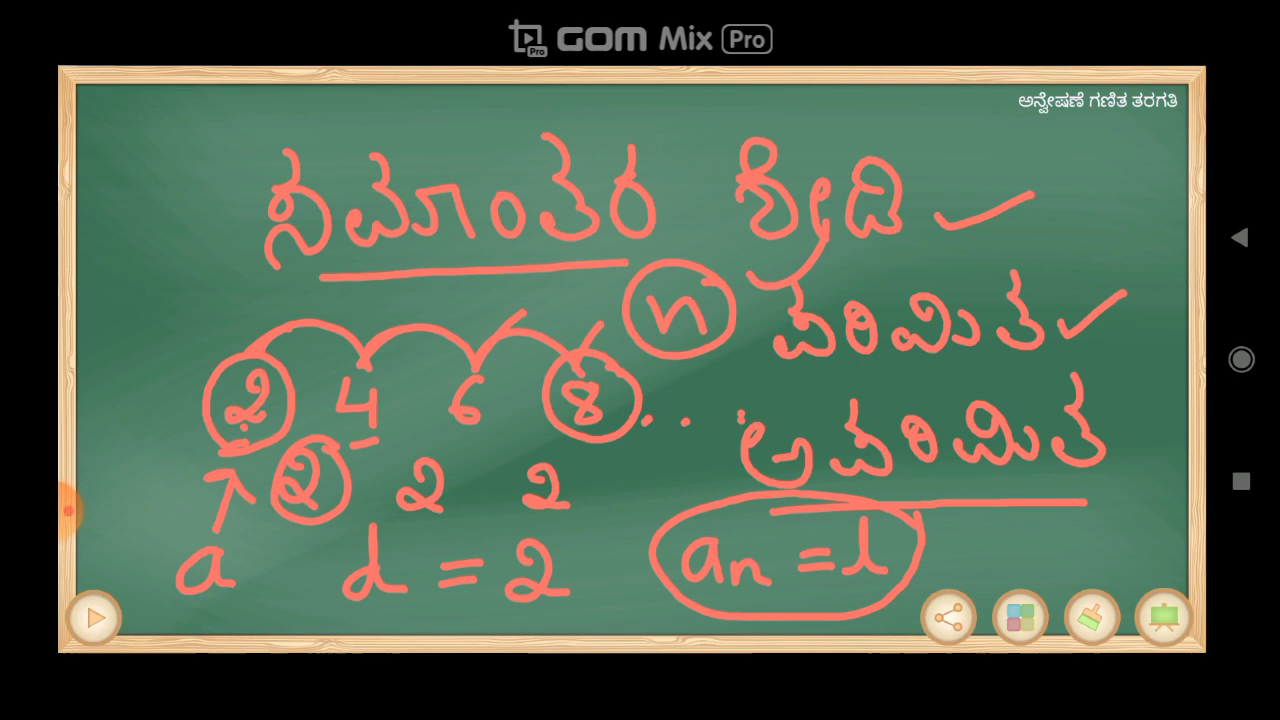 GOM Mix Pro
ಅನ್ವೇಷಣೆ ಗಣಿತ ತರಗತಿ
ಸಮಾಂತರ ಶ್ರೇಢಿ
n
ಪರಿಮಿತ
2 4 6 8 . . .
ಅಪರಿಮಿತ
2 2 2
a d = 2
aₙ = l